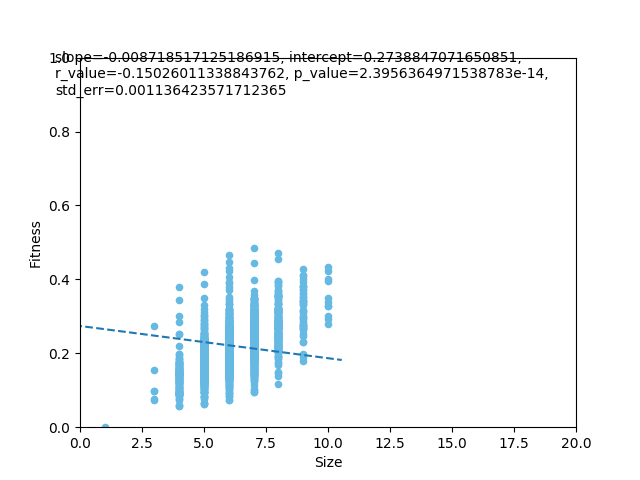 slope=-0.008718517125186915, intercept=0.2738847071650851,
r_value=-0.15026011338843762, p_value=2.3956364971538783e-14,
std_err=0.001136423571712365
1.0
0.8
0.6
0.4
0.2
0.0
Fitness
0.0 2.5 5.0 7.5 10.0 12.5 15.0 17.5 20.0
Size